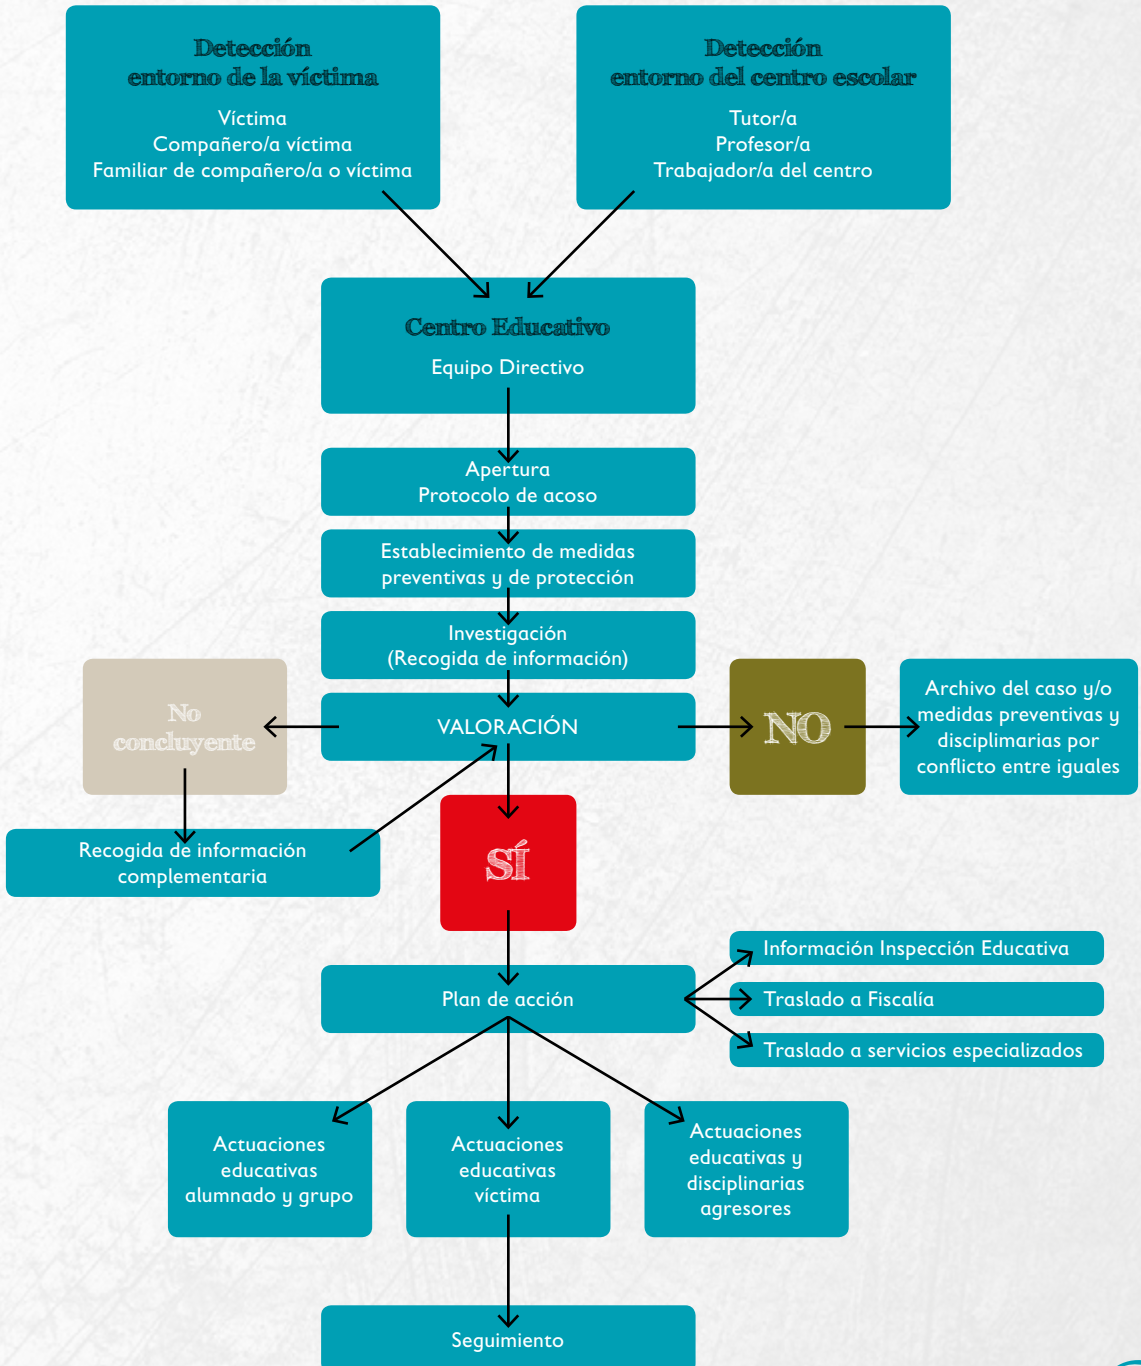 Detección
entorno de la víctima
Víctima
Compañero/a víctima
Familiar de compañero/a o víctima
Detección
entorno del centro escolar
Tutor/a
Profesor/a
Trabajador/a del centro
Centro Educativo
Equipo Directivo
Apertura
Protocolo de acoso
Establecimiento de medidas
preventivas y de protección
Investigación
(Recogida de información)
No
concluyente
VALORACIÓN
NO
Archivo del caso y/o
medidas preventivas y
disciplimarias por
conflicto entre iguales
Recogida de información
complementaria
SÍ
Plan de acción
Información Inspección Educativa
Traslado a Fiscalía
Traslado a servicios especializados
Actuaciones
educativas
alumnado y grupo
Actuaciones
educativas
víctima
Actuaciones
educativas y
disciplinarias
agresores
Seguimiento